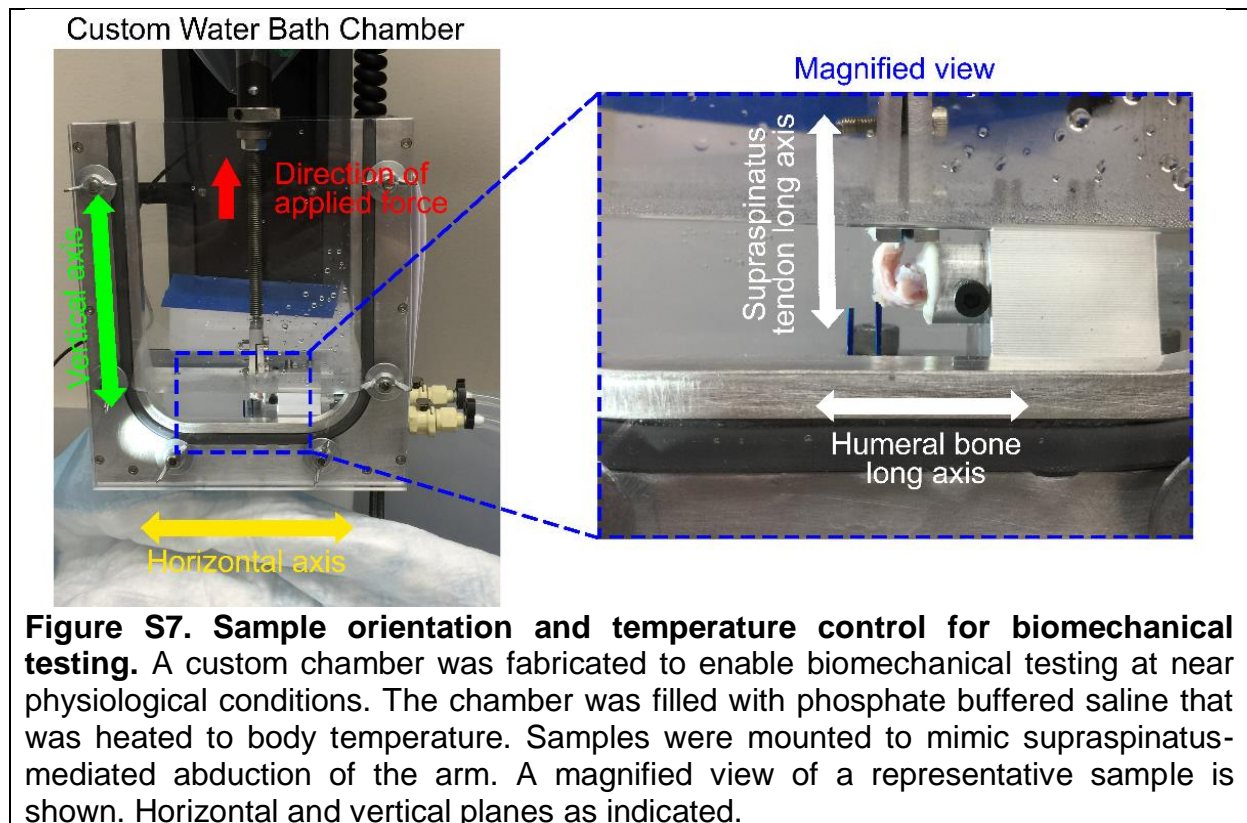 Custom Water Bath Chamber
Magnified view
Direction of
applied force
Vertical axis
Horizontal axis
Supraspinatus
tendon long axis
Humeral bone
long axis
Figure S7. Sample orientation and temperature control for biomechanical
testing. A custom chamber was fabricated to enable biomechanical testing at near
physiological conditions. The chamber was filled with phosphate buffered saline that
was heated to body temperature. Samples were mounted to mimic supraspinatus-
mediated abduction of the arm. A magnified view of a representative sample is
shown. Horizontal and vertical planes as indicated.